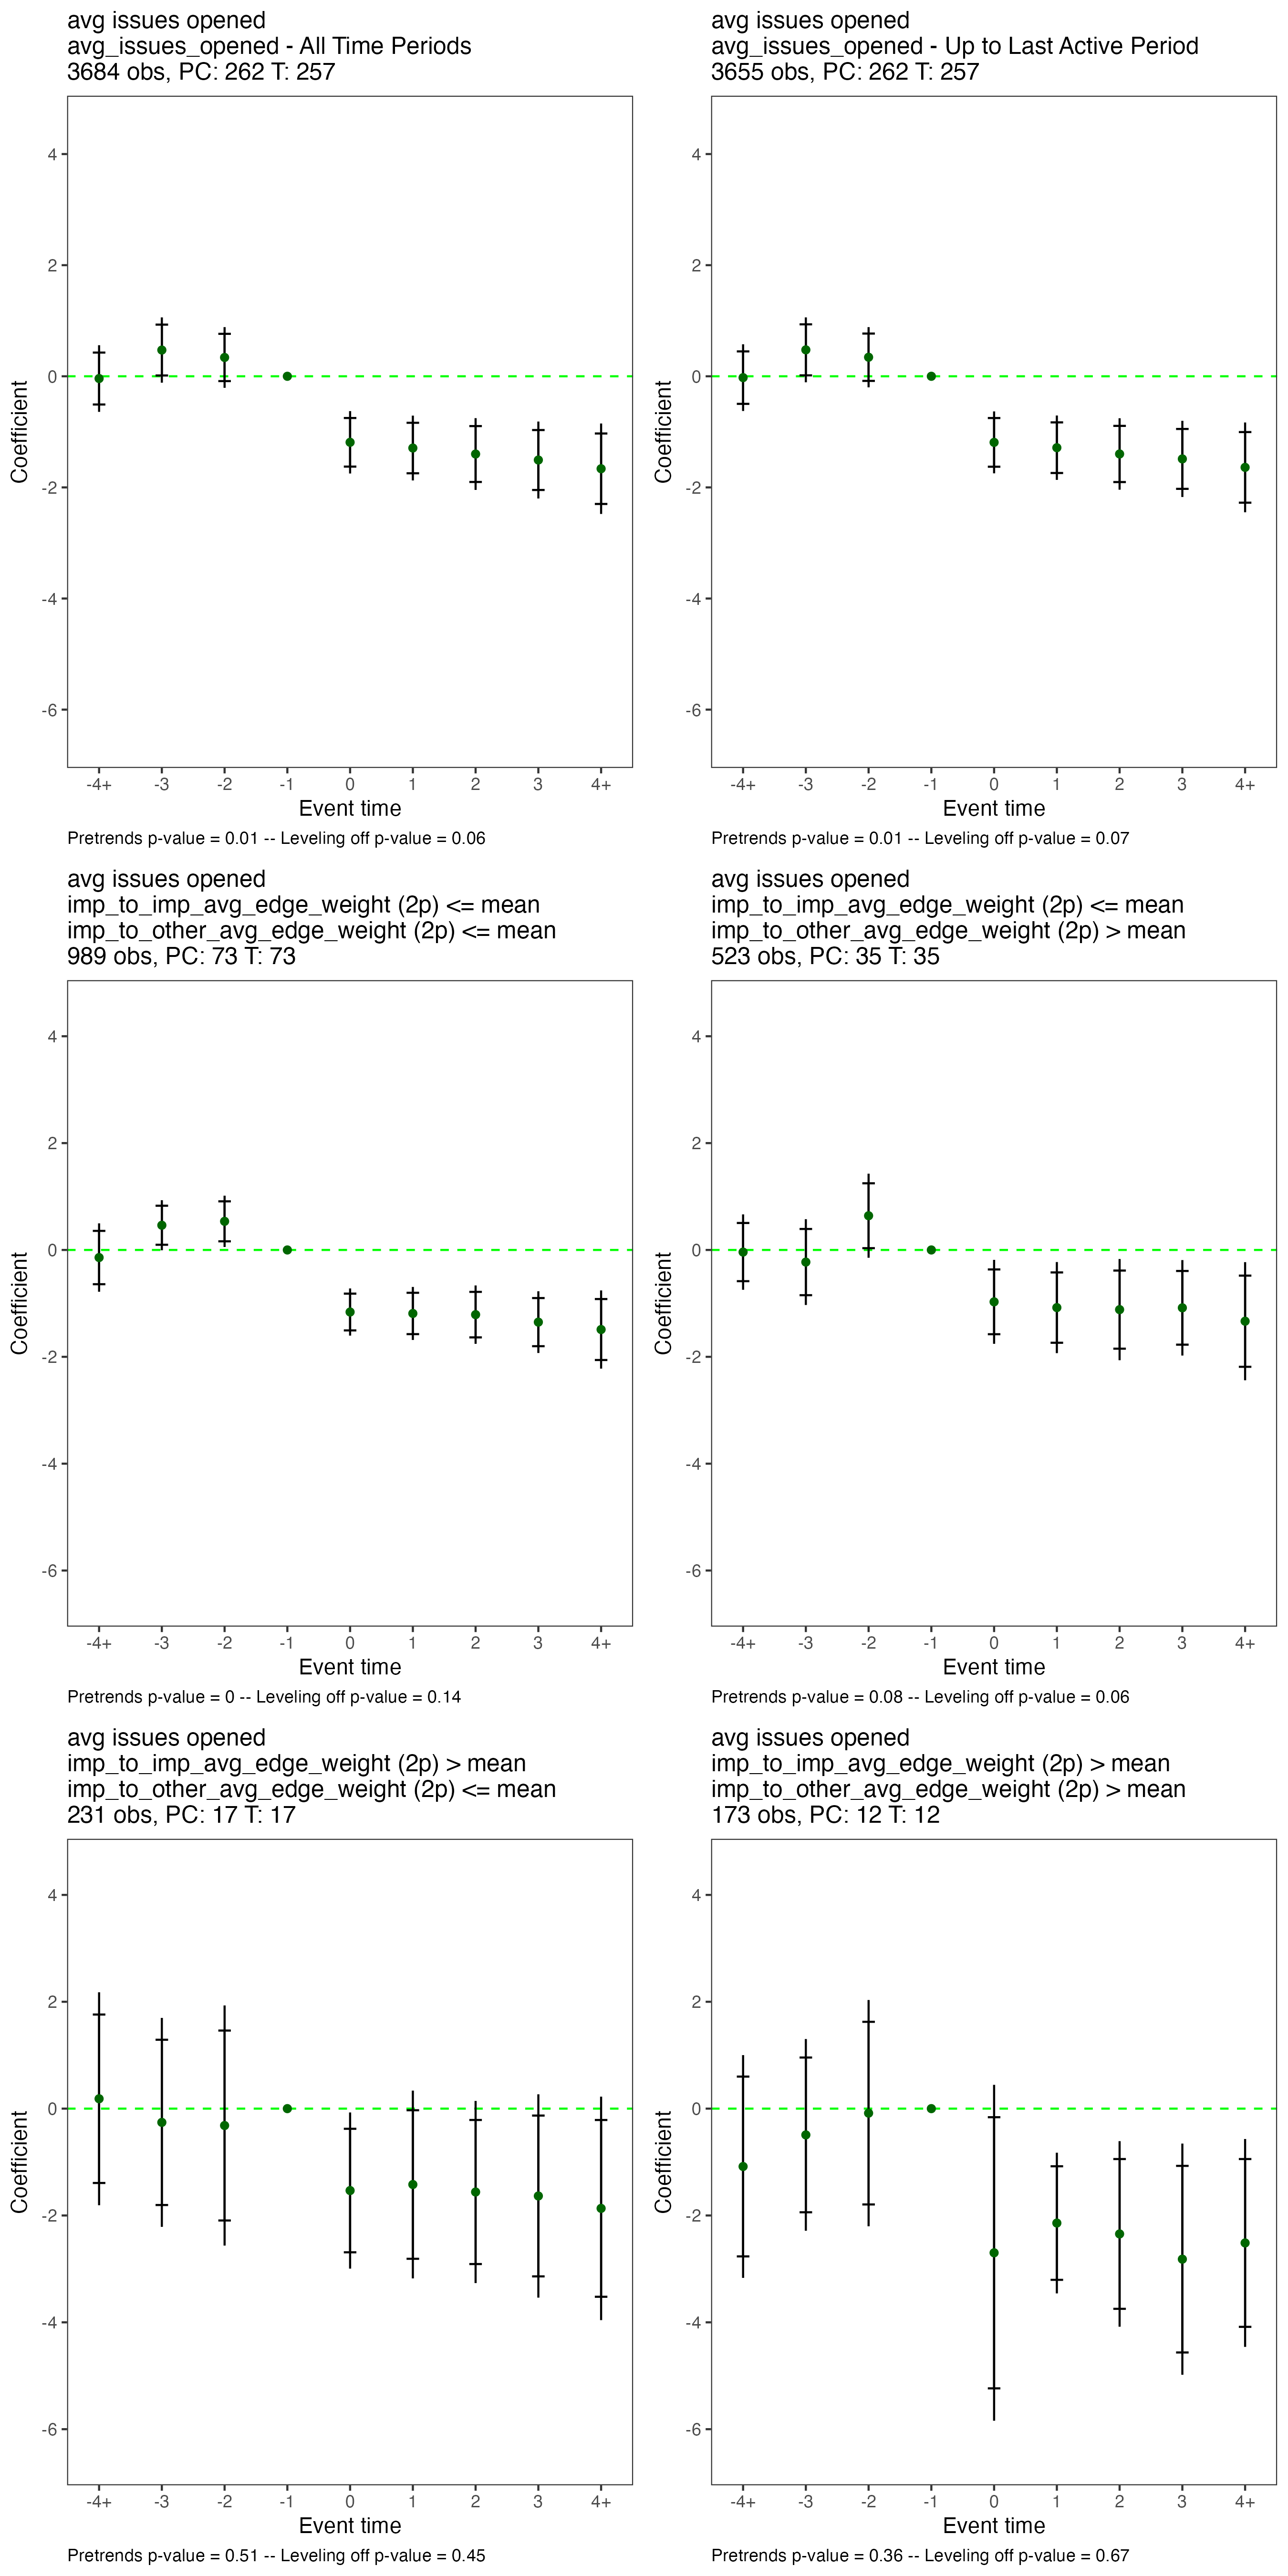 avg issues opened
avg_issues_opened - All Time Periods
3684 obs, PC: 262 T: 257
4
2
0
-2
-4
-6
Coefficient
-4+ -3 -2 -1 0 1 2 3 4+
Event time
Pretrends p-value = 0.01 -- Leveling off p-value = 0.06
avg issues opened
avg_issues_opened - Up to Last Active Period
3655 obs, PC: 262 T: 257
4
2
0
-2
-4
-6
Coefficient
-4+ -3 -2 -1 0 1 2 3 4+
Event time
Pretrends p-value = 0.01 -- Leveling off p-value = 0.07
avg issues opened
imp_to_imp_avg_edge_weight (2p) <= mean
imp_to_other_avg_edge_weight (2p) <= mean
989 obs, PC: 73 T: 73
4
2
0
-2
-4
-6
Coefficient
-4+ -3 -2 -1 0 1 2 3 4+
Event time
Pretrends p-value = 0 -- Leveling off p-value = 0.14
avg issues opened
imp_to_imp_avg_edge_weight (2p) <= mean
imp_to_other_avg_edge_weight (2p) > mean
523 obs, PC: 35 T: 35
4
2
0
-2
-4
-6
Coefficient
-4+ -3 -2 -1 0 1 2 3 4+
Event time
Pretrends p-value = 0.08 -- Leveling off p-value = 0.06
avg issues opened
imp_to_imp_avg_edge_weight (2p) > mean
imp_to_other_avg_edge_weight (2p) <= mean
231 obs, PC: 17 T: 17
4
2
0
-2
-4
-6
Coefficient
-4+ -3 -2 -1 0 1 2 3 4+
Event time
Pretrends p-value = 0.51 -- Leveling off p-value = 0.45
avg issues opened
imp_to_imp_avg_edge_weight (2p) > mean
imp_to_other_avg_edge_weight (2p) > mean
173 obs, PC: 12 T: 12
4
2
0
-2
-4
-6
Coefficient
-4+ -3 -2 -1 0 1 2 3 4+
Event time
Pretrends p-value = 0.36 -- Leveling off p-value = 0.67